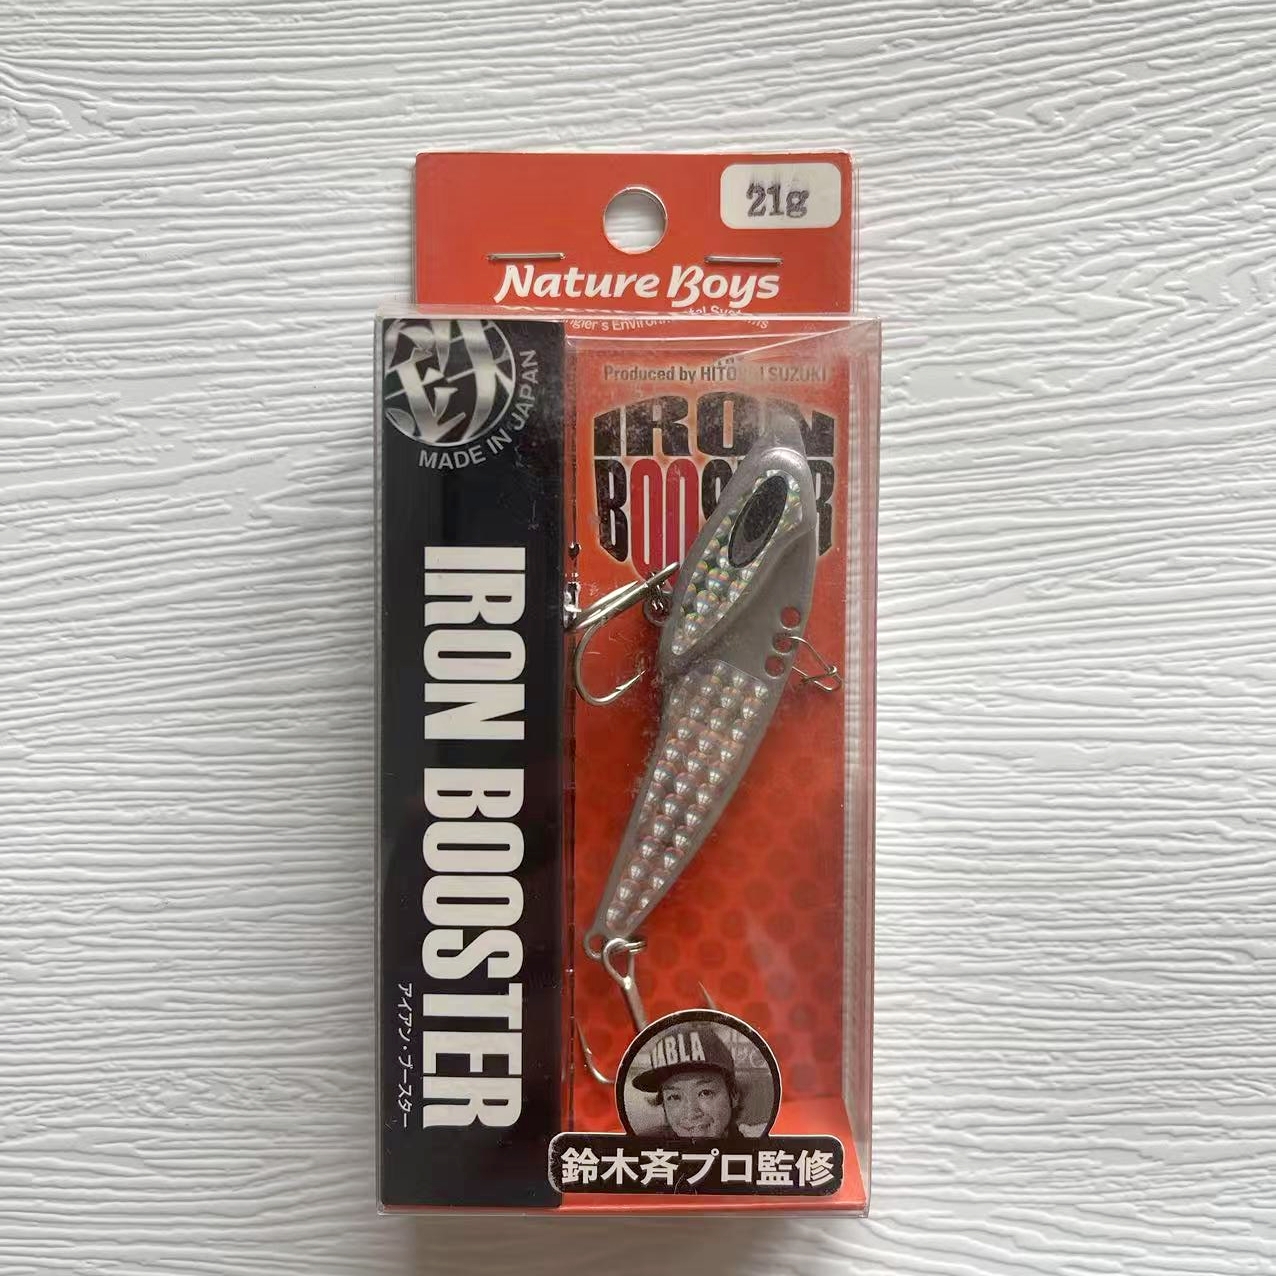 21g
Nature Boys
Produced by HITOSHI SUZUKI
IRON
BOOSTER
MADE IN JAPAN
IRON BOOSTER
アイアン・ブースター
鈴木斉プロ監修